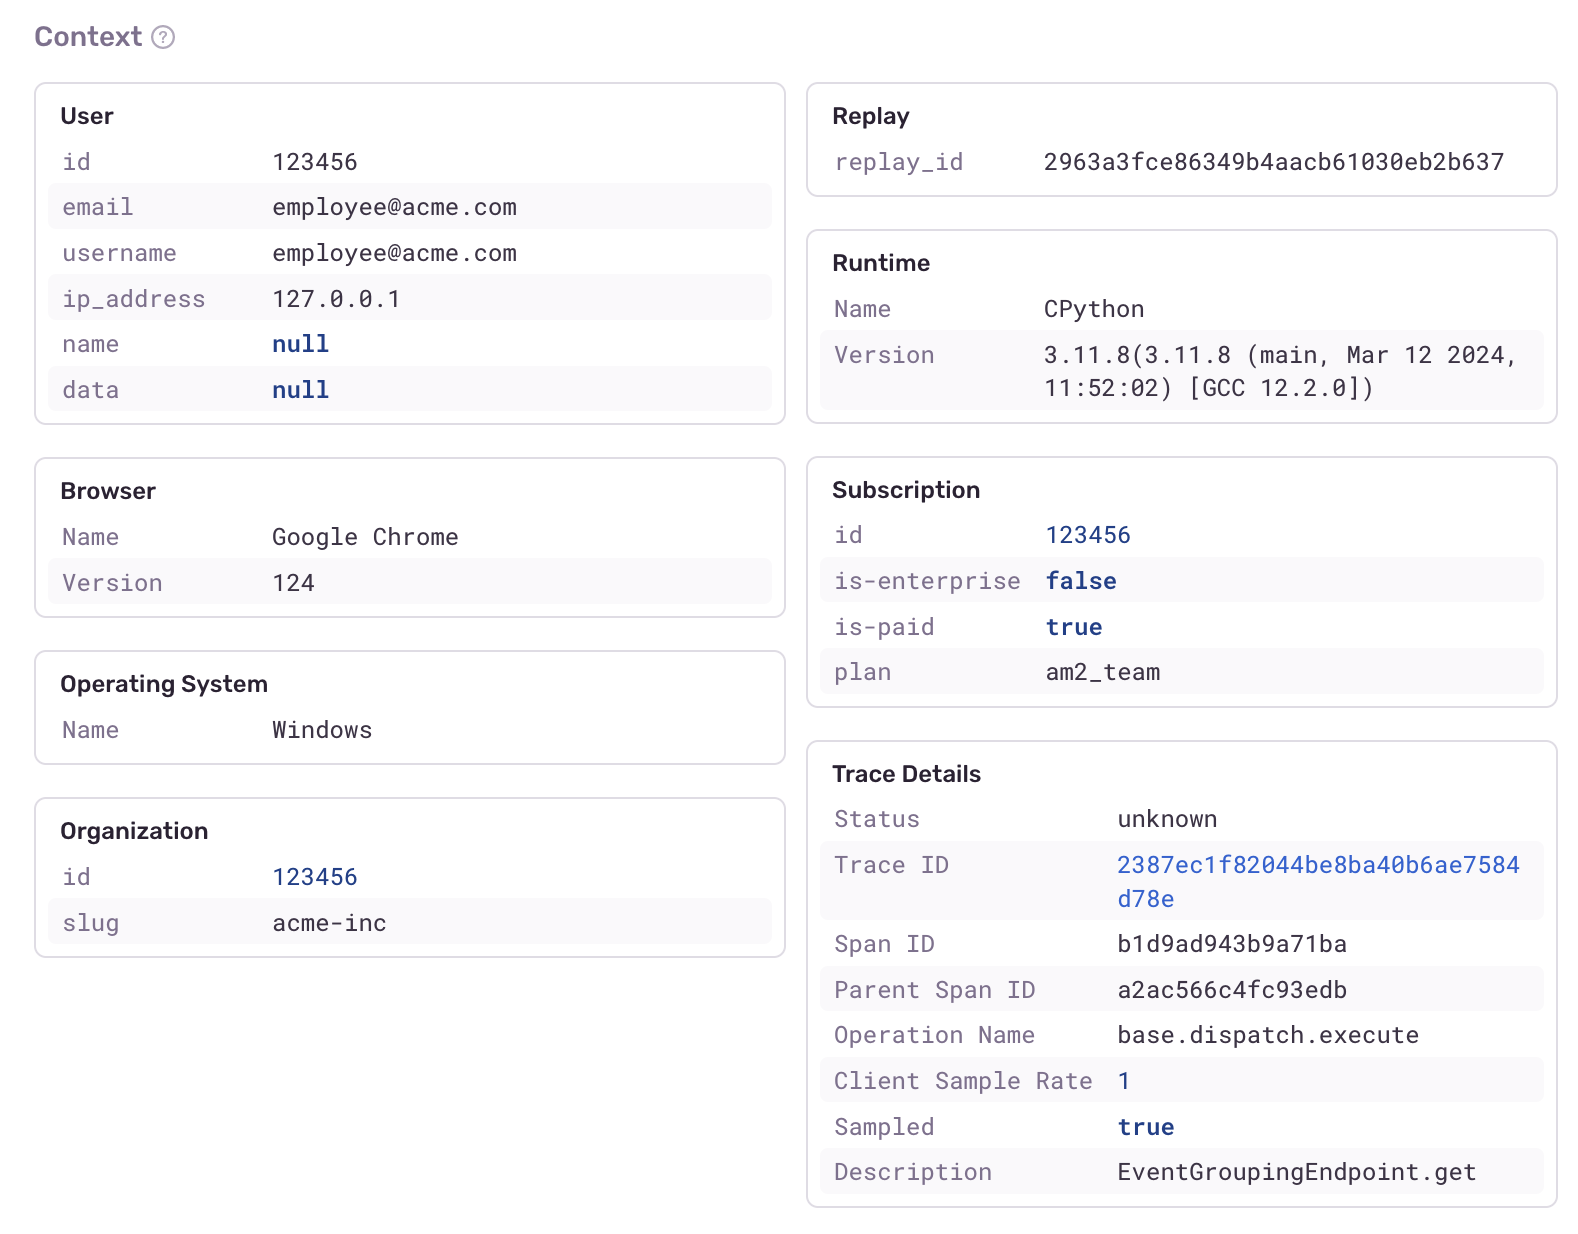 Context ?
User
id 123456
email employee@acme.com
username employee@acme.com
ip_address 127.0.0.1
name null
data null
Browser
Name Google Chrome
Version 124
Operating System
Name Windows
Organization
id 123456
slug acme-inc
Replay
replay_id 2963a3fce86349b4aacb61030eb2b637
Runtime
Name CPython
Version 3.11.8(3.11.8 (main, Mar 12 2024,
11:52:02) [GCC 12.2.0])
Subscription
id 123456
is-enterprise false
is-paid true
plan am2_team
Trace Details
Status unknown
Trace ID 2387ec1f82044be8ba40b6ae7584
d78e
Span ID b1d9ad943b9a71ba
Parent Span ID a2ac566c4fc93edb
Operation Name base.dispatch.execute
Client Sample Rate 1
Sampled true
Description EventGroupingEndpoint.get